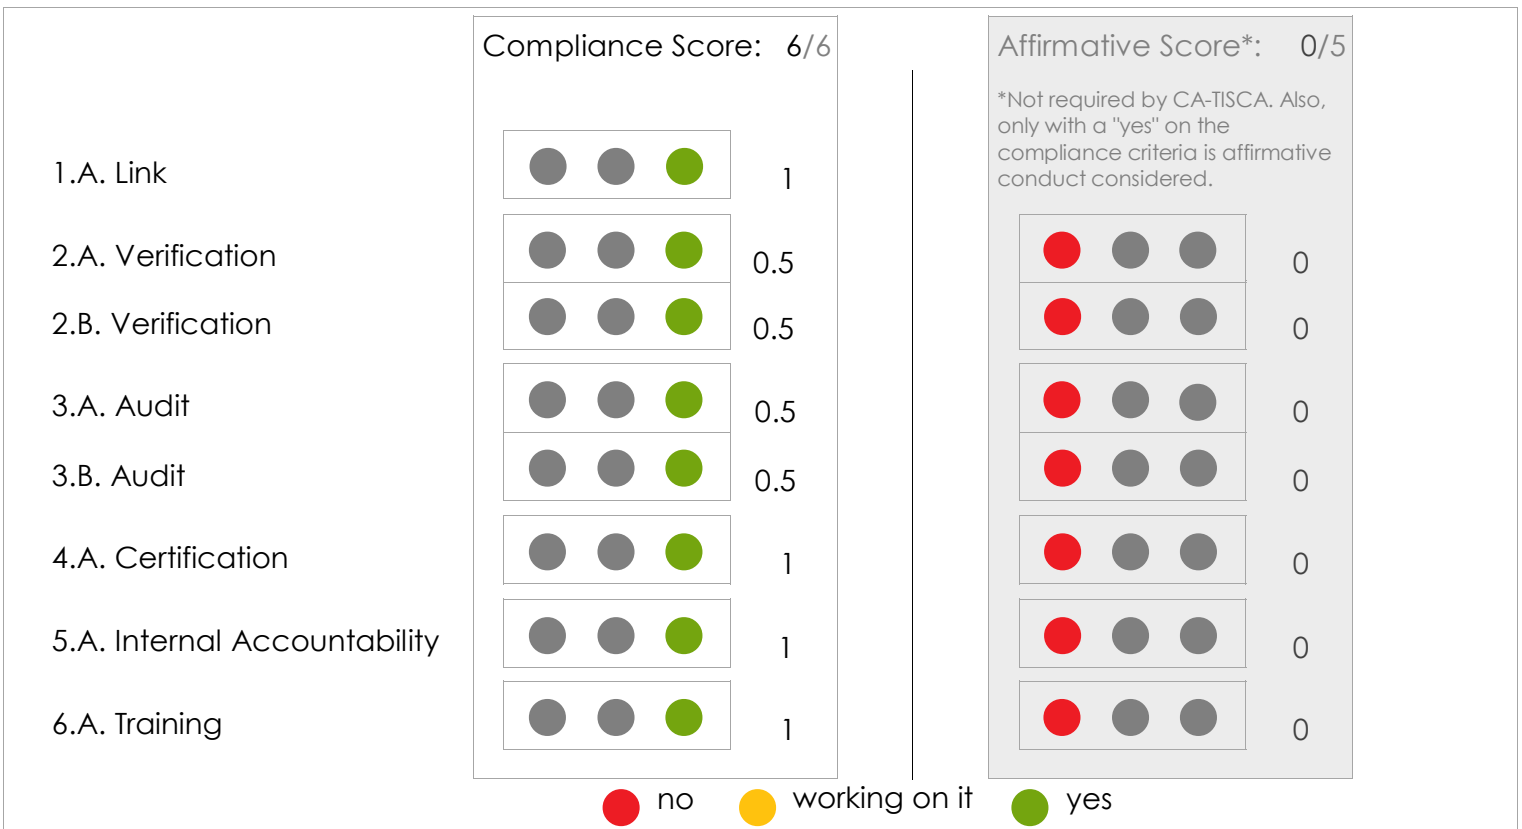 Compliance Score: 6/6
Affirmative Score*: 0/5
*Not required by CA-TISCA. Also,
only with a "yes" on the
compliance criteria is affirmative
conduct considered.
1.A. Link 1
2.A. Verification 0.5 0
2.B. Verification 0.5 0
3.A. Audit 0.5 0
3.B. Audit 0.5 0
4.A. Certification 1 0
5.A. Internal Accountability 1 0
6.A. Training 1 0
no working on it yes